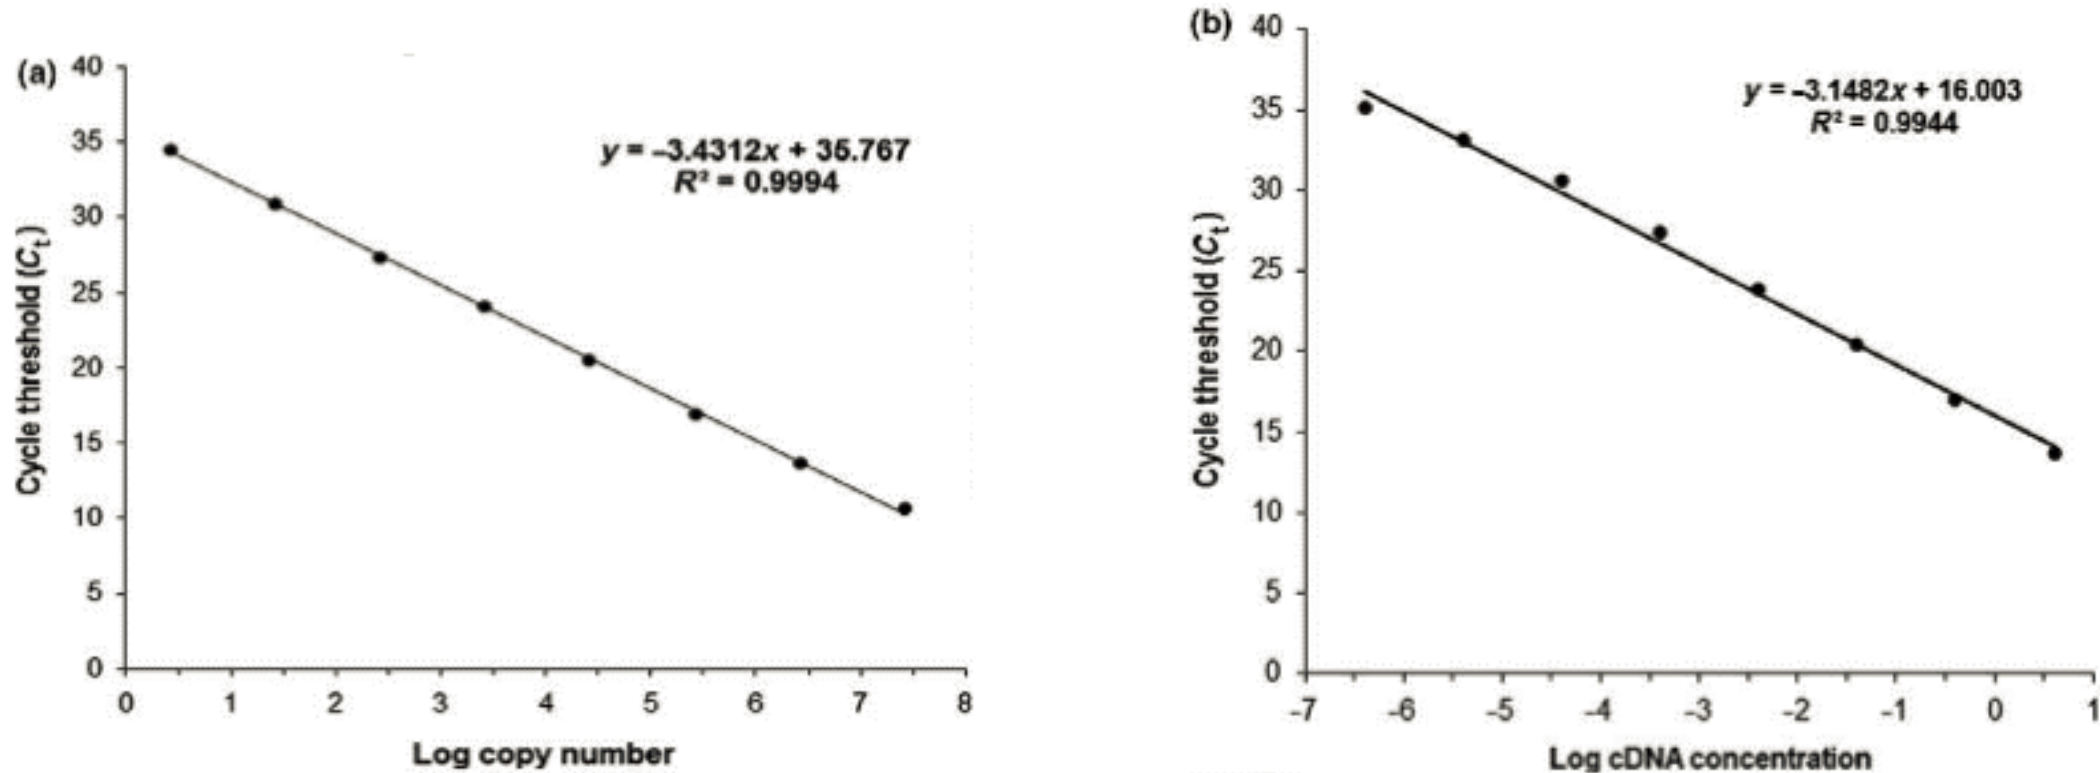 (a)
40
35
30
25
20
15
10
5
0
Cycle threshold (Ct)
y = –3.4312x + 35.767
R² = 0.9994
0 1 2 3 4 5 6 7 8
Log copy number
(b)
40
35
30
25
20
15
10
5
0
Cycle threshold (Ct)
y = –3.1482x + 16.003
R² = 0.9944
-7 -6 -5 -4 -3 -2 -1 0 1
Log cDNA concentration